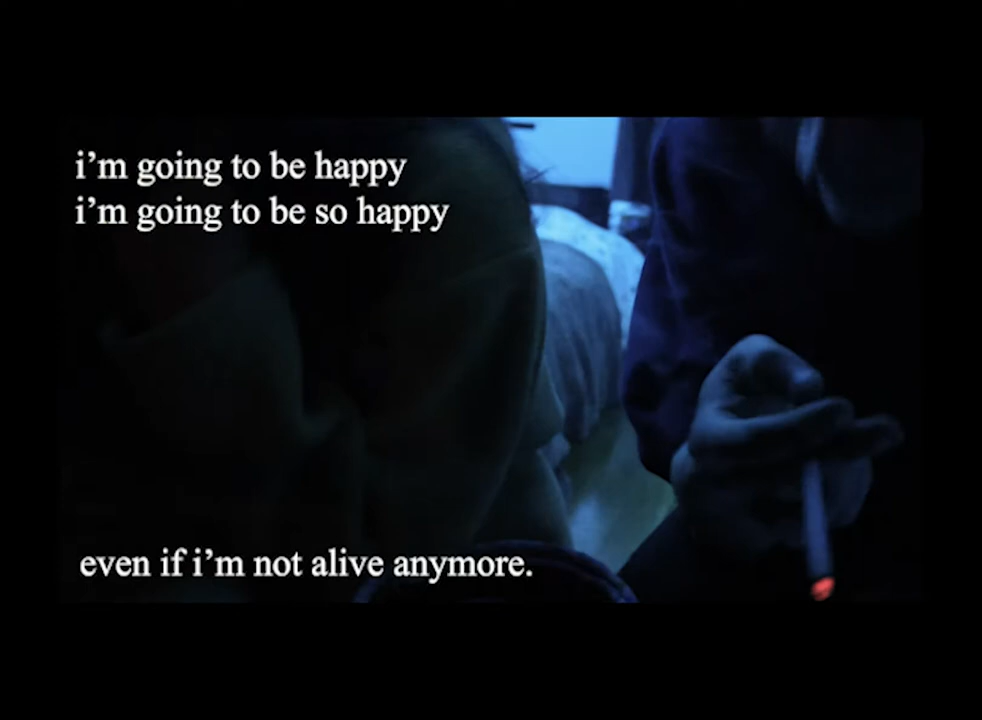 i’m going to be happy
i’m going to be so happy
even if i’m not alive anymore.